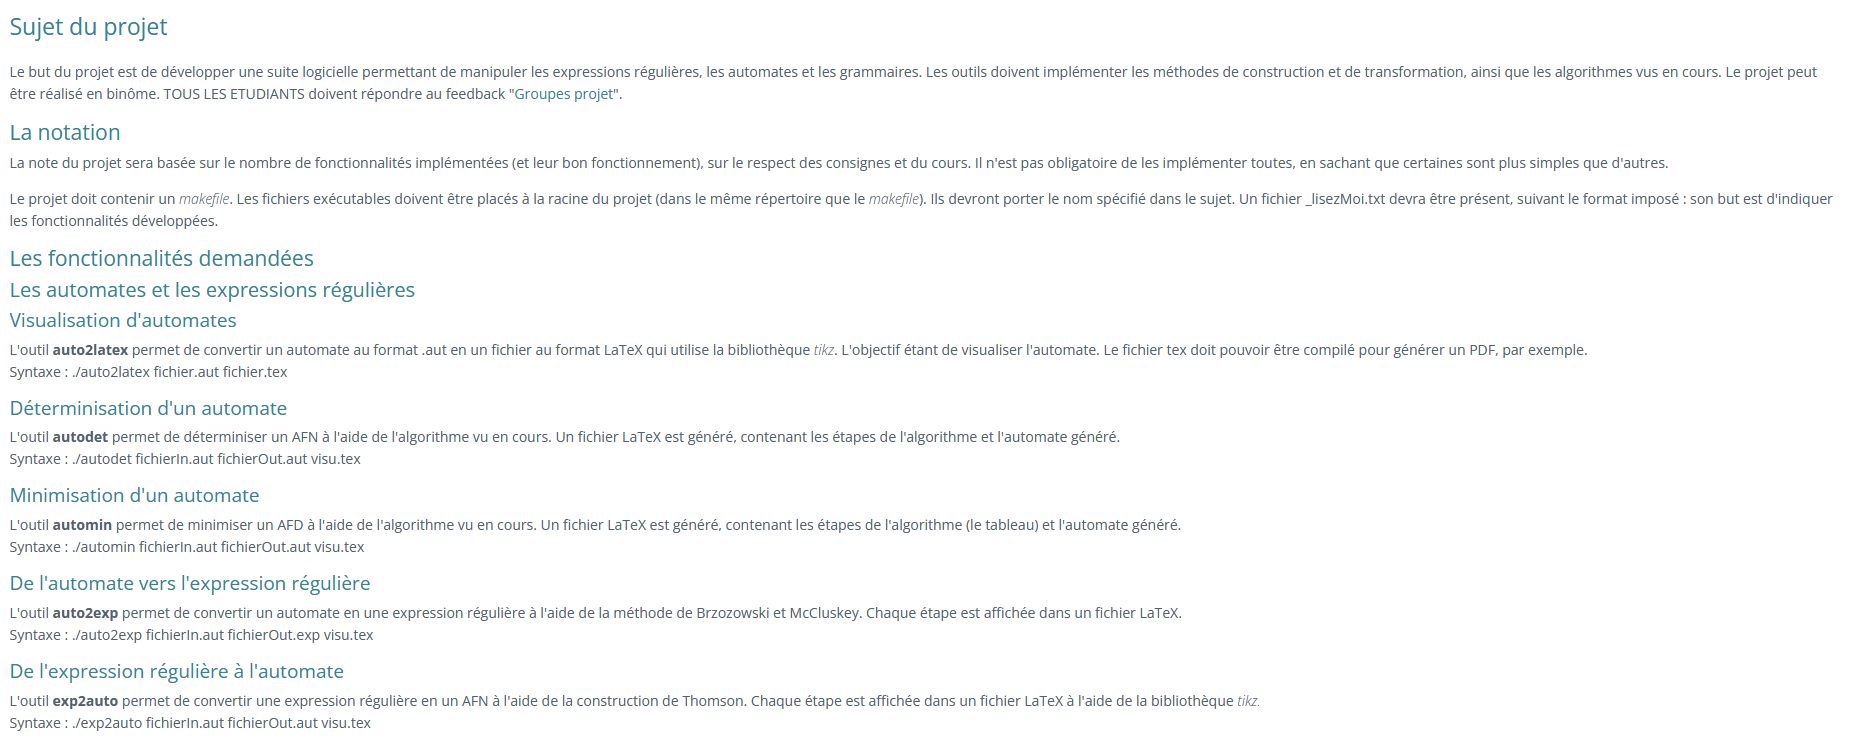 Sujet du projet
Le but du projet est de développer une suite logicielle permettant de manipuler les expressions régulières, les automates et les grammaires. Les outils doivent implémenter les méthodes de construction et de transformation, ainsi que les algorithmes vus en cours. Le projet peut
être réalisé en binôme. TOUS LES ETUDIANTS doivent répondre au feedback "Groupes projet".
La notation
La note du projet sera basée sur le nombre de fonctionnalités implémentées (et leur bon fonctionnement), sur le respect des consignes et du cours. Il n'est pas obligatoire de les implémenter toutes, en sachant que certaines sont plus simples que d'autres.
Le projet doit contenir un makefile. Les fichiers exécutables doivent être placés à la racine du projet (dans le même répertoire que le makefile). Ils devront porter le nom spécifié dans le sujet. Un fichier _lisezMoi.txt devra être présent, suivant le format imposé : son but est d'indiquer
les fonctionnalités développées.
Les fonctionnalités demandées
Les automates et les expressions régulières
Visualisation d'automates
L'outil auto2latex permet de convertir un automate au format .aut en un fichier au format LaTeX qui utilise la bibliothèque tikz. L'objectif étant de visualiser l'automate. Le fichier tex doit pouvoir être compilé pour générer un PDF, par exemple.
Syntaxe : ./auto2latex fichier.aut fichier.tex
Déterminisation d'un automate
L'outil autodet permet de déterminiser un AFN à l'aide de l'algorithme vu en cours. Un fichier LaTeX est généré, contenant les étapes de l'algorithme et l'automate généré.
Syntaxe : ./autodet fichierIn.aut fichierOut.aut visu.tex
Minimisation d'un automate
L'outil automin permet de minimiser un AFD à l'aide de l'algorithme vu en cours. Un fichier LaTeX est généré, contenant les étapes de l'algorithme (le tableau) et l'automate généré.
Syntaxe : ./automin fichierIn.aut fichierOut.aut visu.tex
De l'automate vers l'expression régulière
L'outil auto2exp permet de convertir un automate en une expression régulière à l'aide de la méthode de Brzozowski et McCluskey. Chaque étape est affichée dans un fichier LaTeX.
Syntaxe : ./auto2exp fichierIn.aut fichierOut.exp visu.tex
De l'expression régulière à l'automate
L'outil exp2auto permet de convertir une expression régulière en un AFN à l'aide de la construction de Thomson. Chaque étape est affichée dans un fichier LaTeX à l'aide de la bibliothèque tikz.
Syntaxe : ./exp2auto fichierIn.aut fichierOut.aut visu.tex